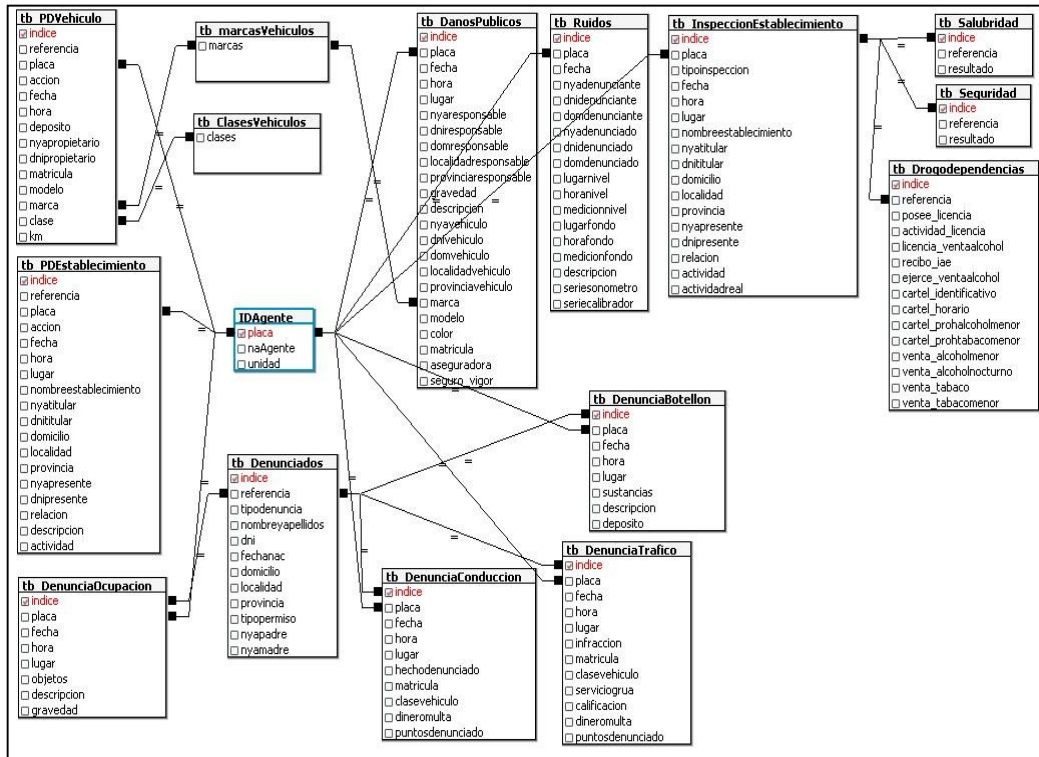 tb_PDVehiculo
indice
referencia
placa
accion
fecha
hora
deposito
nyapropietario
dnipropietario
matricula
modelo
marca
clase
km
tb_marcasVehiculos
marcas
tb_ClasesVehiculos
clases
tb_DanosPublicos
indice
placa
fecha
hora
lugar
nyaresponsable
dniresponsable
domresponsable
localidadresponsable
provinciaresponsable
gravedad
descripcion
nyavehiculo
dnivehiculo
domvehiculo
localidadvehiculo
provinciavehiculo
marca
modelo
color
matricula
aseguradora
seguro_vigor
tb_Ruidos
indice
placa
fecha
nyadenunciante
dnidenunciante
domdenunciante
nyadenunciado
dnidenunciado
domdenunciado
lugarnivel
horanivel
medicionnivel
lugarfondo
horafondo
medicionfondo
descripcion
seriesonometro
seriecalibrador
tb_InspeccionEstablecimiento
indice
placa
tipoinspeccion
fecha
hora
lugar
nombreestablecimiento
nyatitular
dnititular
domicilio
localidad
provincia
nyapresente
dnipresente
relacion
actividad
actividadreal
tb_Salubridad
indice
referencia
resultado
tb_Seguridad
indice
referencia
resultado
tb_Drogodependencias
indice
referencia
posee_licencia
actividad_licencia
licencia_ventaalcohol
recibo_iae
ejerce_ventaalcohol
cartel_identificativo
cartel_horario
cartel_prohalcoholmenor
cartel_prohtabacomenor
venta_alcoholmenor
venta_alcoholnocturno
venta_tabaco
venta_tabacomenor
tb_PDEstablecimiento
indice
referencia
placa
accion
fecha
hora
lugar
nombreestablecimiento
nyatitular
dnititular
domicilio
localidad
provincia
nyapresente
dnipresente
relacion
descripcion
actividad
IDAgente
placa
naAgente
unidad
tb_Denunciados
indice
referencia
tipodenuncia
nombreyapellidos
dni
fechanac
domicilio
localidad
provincia
tipopermiso
nyapadre
nyamadre
tb_DenunciaBotellon
indice
placa
fecha
hora
lugar
sustancias
descripcion
deposito
tb_DenunciaOcupacion
indice
placa
fecha
hora
lugar
objetos
descripcion
gravedad
tb_DenunciaConduccion
indice
placa
fecha
hora
lugar
hechodenunciado
matricula
clasevehiculo
dineromulta
puntosdenunciado
tb_DenunciaTrafico
indice
placa
fecha
hora
lugar
infraccion
matricula
clasevehiculo
serviciogrua
calificacion
dineromulta
puntosdenunciado